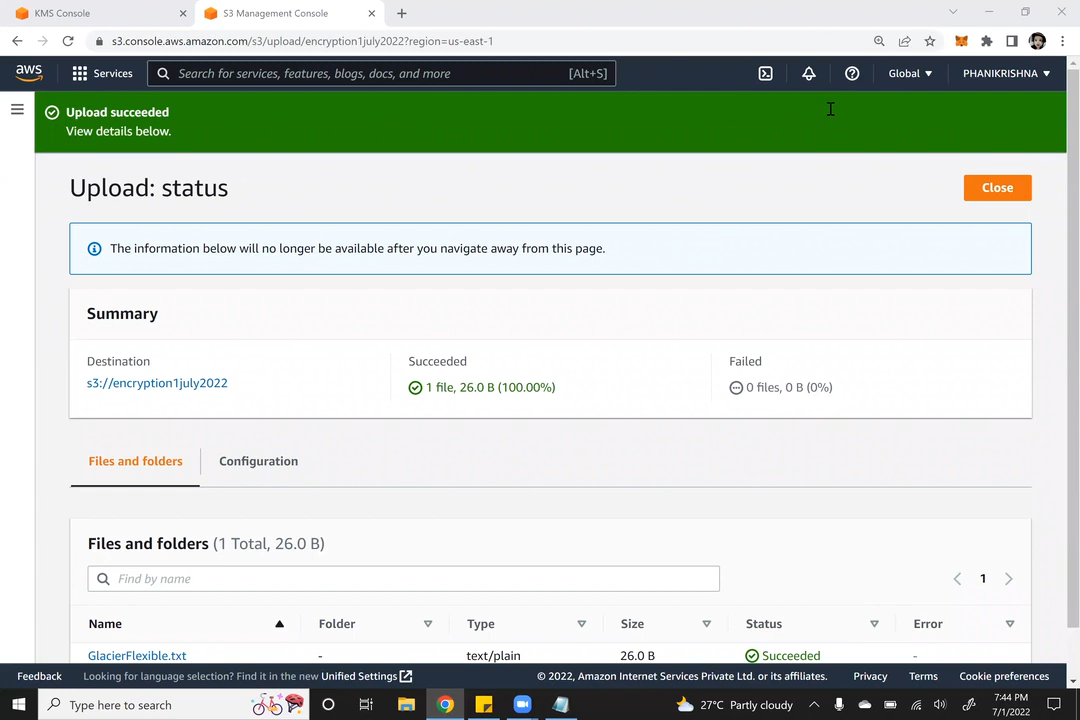 KMS Console
S3 Management Console
s3.console.aws.amazon.com/s3/upload/encryption1july2022?region=us-east-1
aws
Services
Search for services, features, blogs, docs, and more
[Alt+S]
Global
PHANIKRISHNA
Upload succeeded
View details below.
Upload: status
Close
The information below will no longer be available after you navigate away from this page.
Summary
Destination
Succeeded
Failed
s3://encryption1july2022
1 file, 26.0 B (100.00%)
0 files, 0 B (0%)
Files and folders
Configuration
Files and folders (1 Total, 26.0 B)
Find by name
1
Name
Folder
Type
Size
Status
Error
GlacierFlexible.txt
-
text/plain
26.0 B
Succeeded
-
Feedback
Looking for language selection? Find it in the new Unified Settings
© 2022, Amazon Internet Services Private Ltd. or its affiliates.
Privacy
Terms
Cookie preferences
Type here to search
27°C Partly cloudy
7:44 PM
7/1/2022